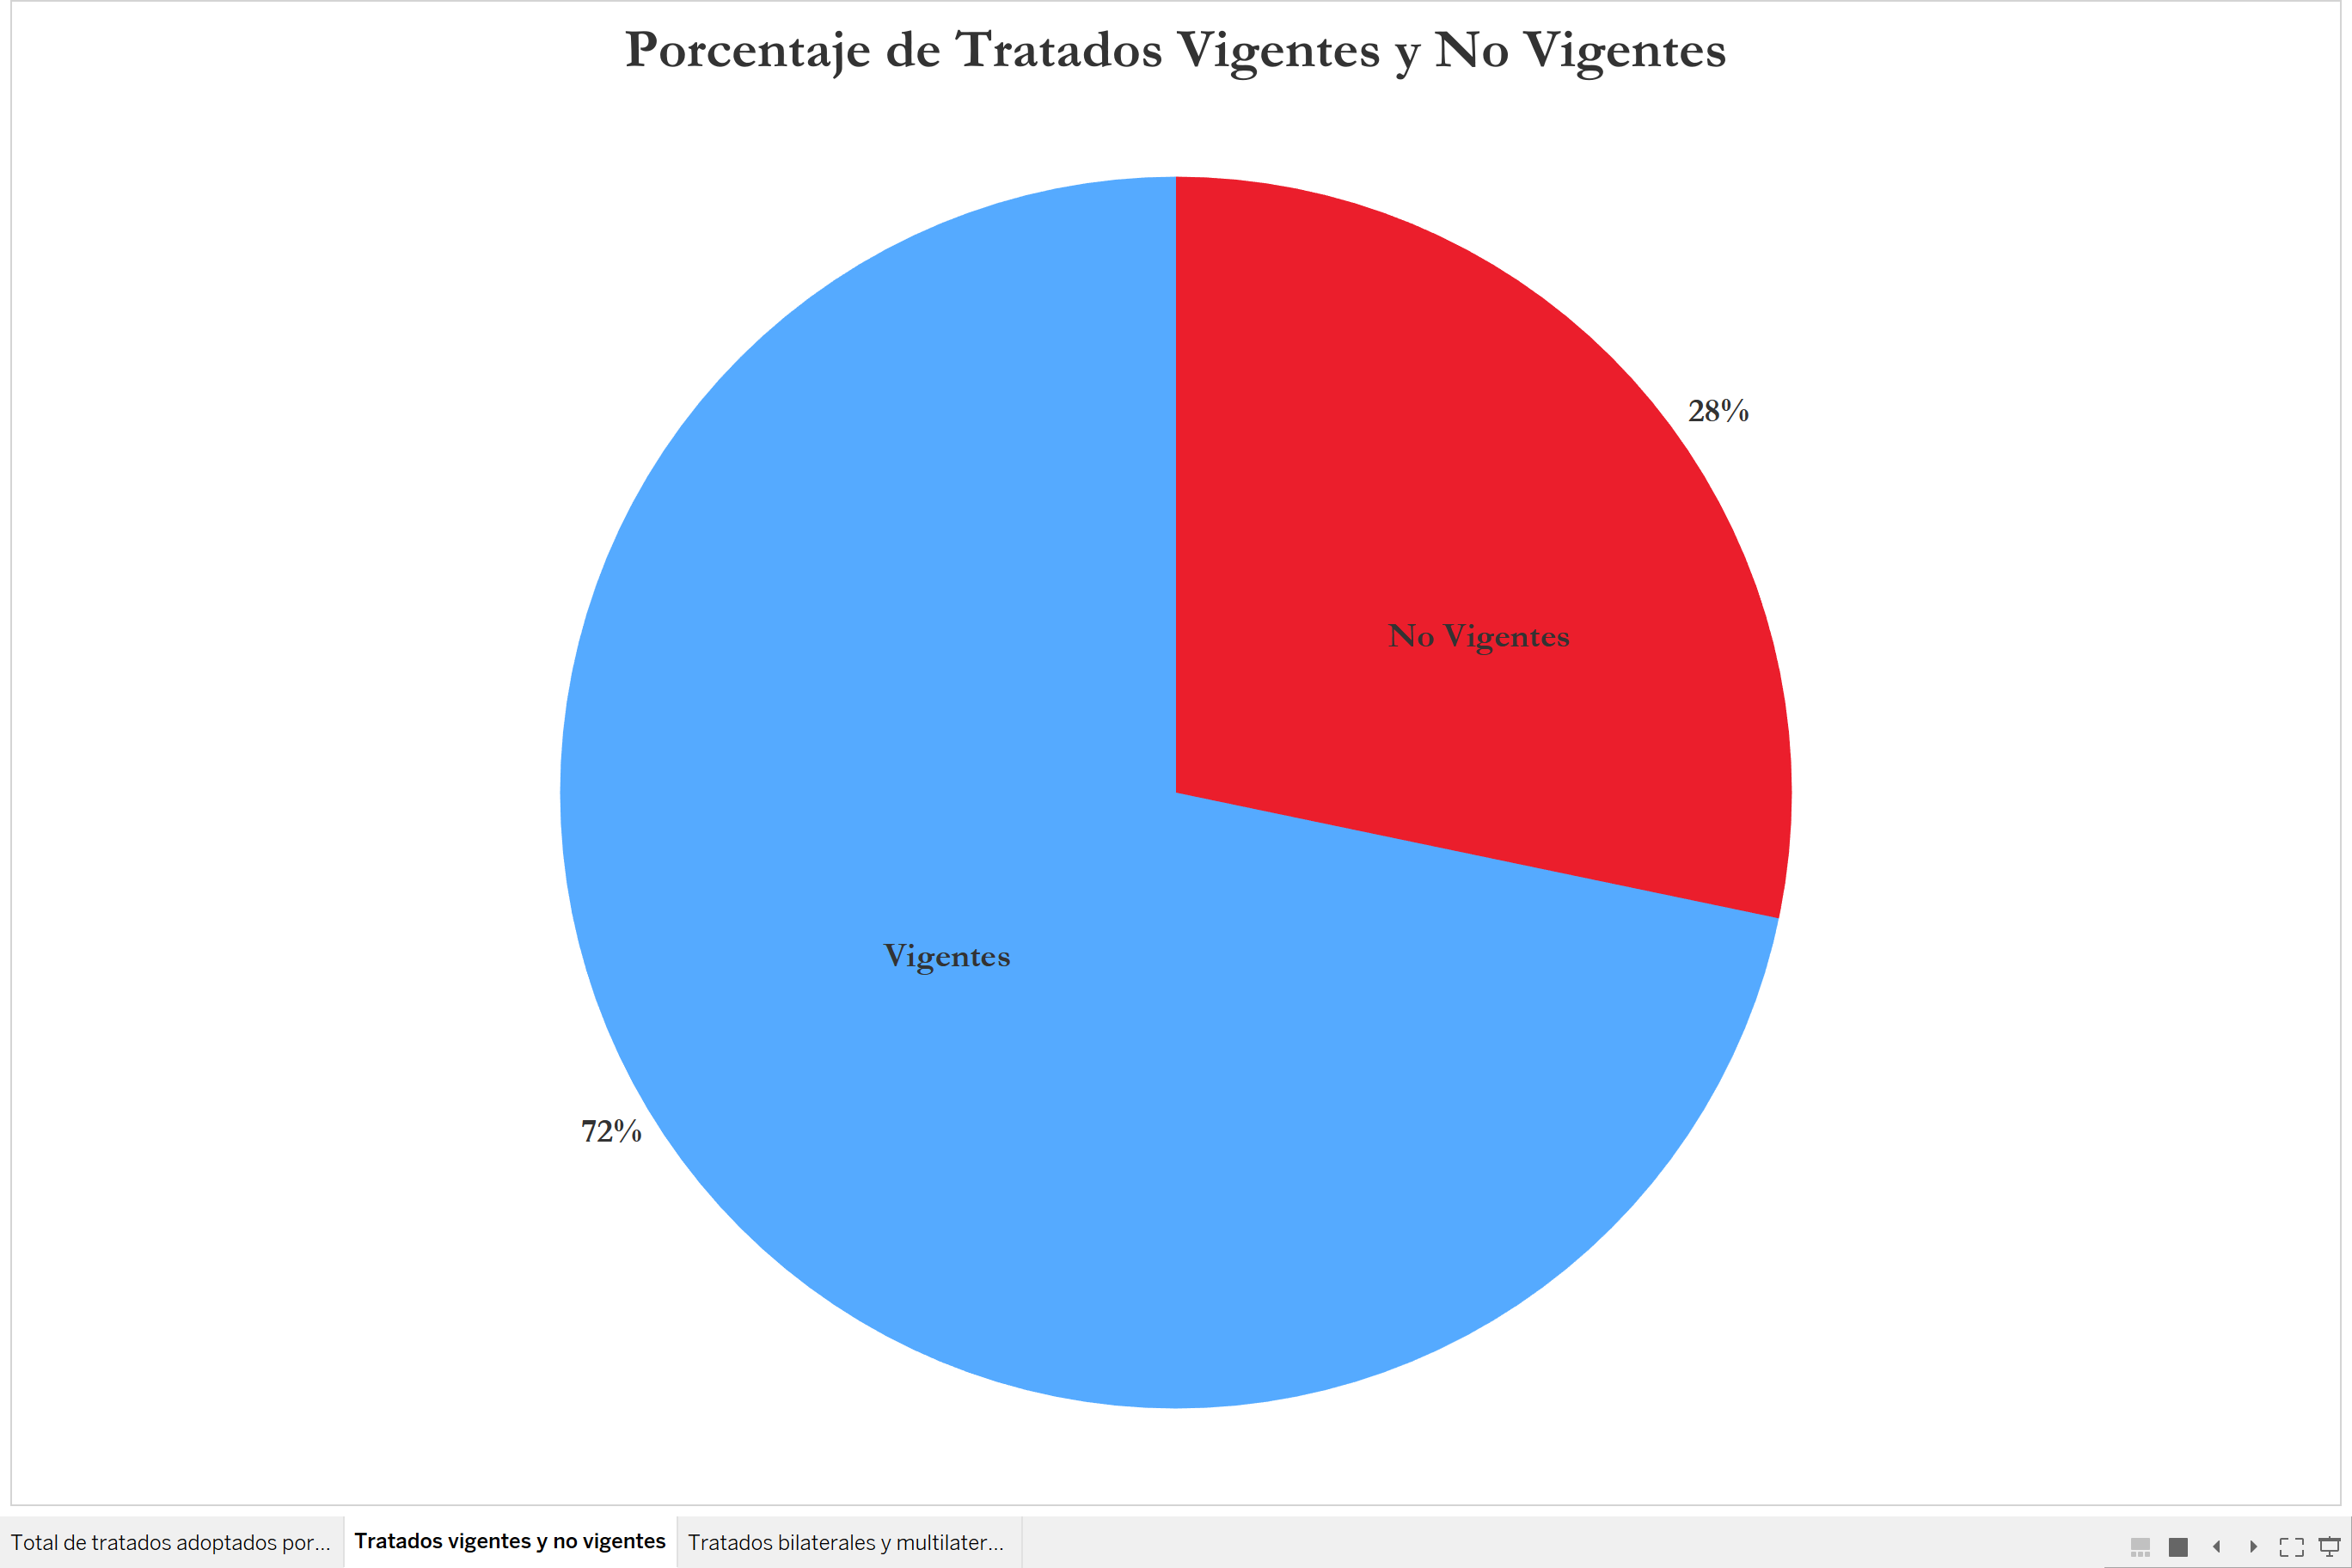 Porcentaje de Tratados Vigentes y No Vigentes
28%
No Vigentes
Vigentes
72%
Total de tratados adoptados por...
Tratados vigentes y no vigentes
Tratados bilaterales y multilater...